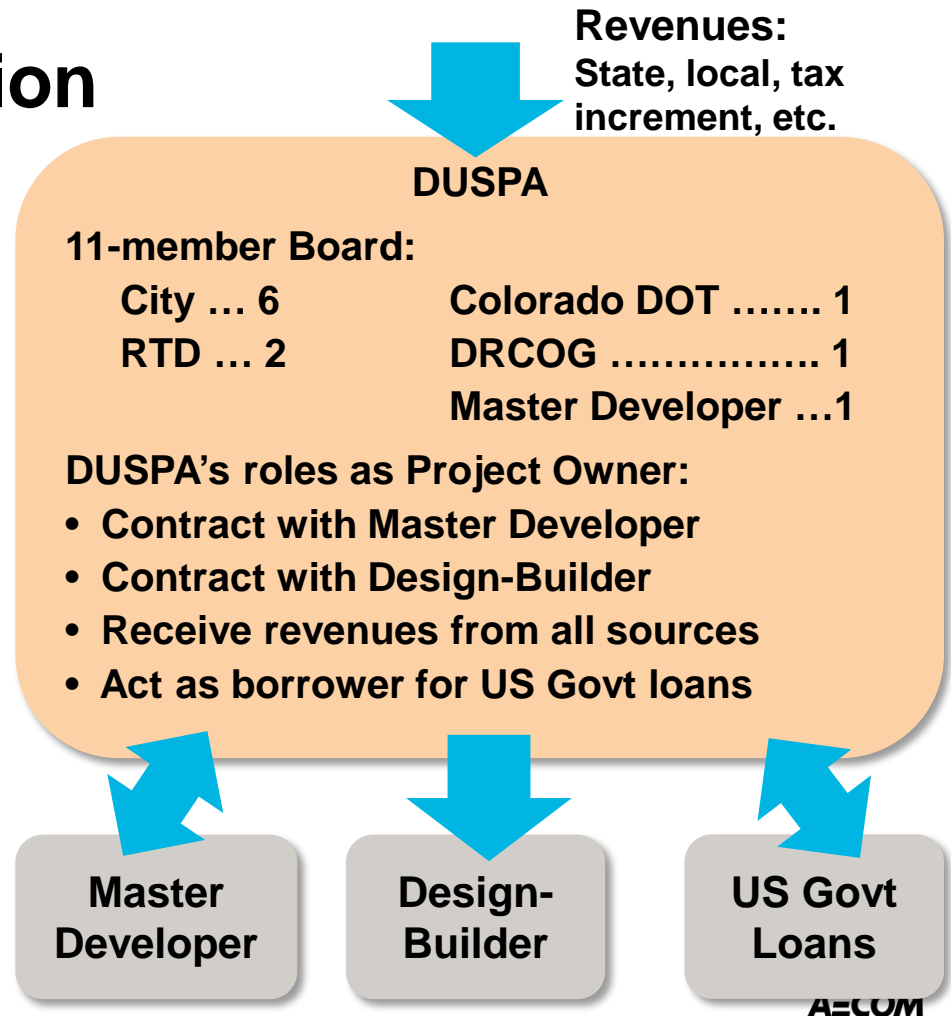 ion
Revenues:
State, local, tax
increment, etc.
DUSPA
11-member Board:
City … 6 Colorado DOT ……. 1
RTD … 2 DRCOG ……………. 1
Master Developer …1
DUSPA’s roles as Project Owner:
• Contract with Master Developer
• Contract with Design-Builder
• Receive revenues from all sources
• Act as borrower for US Govt loans
Master
Developer
Design-
Builder
US Govt
Loans
AECOM